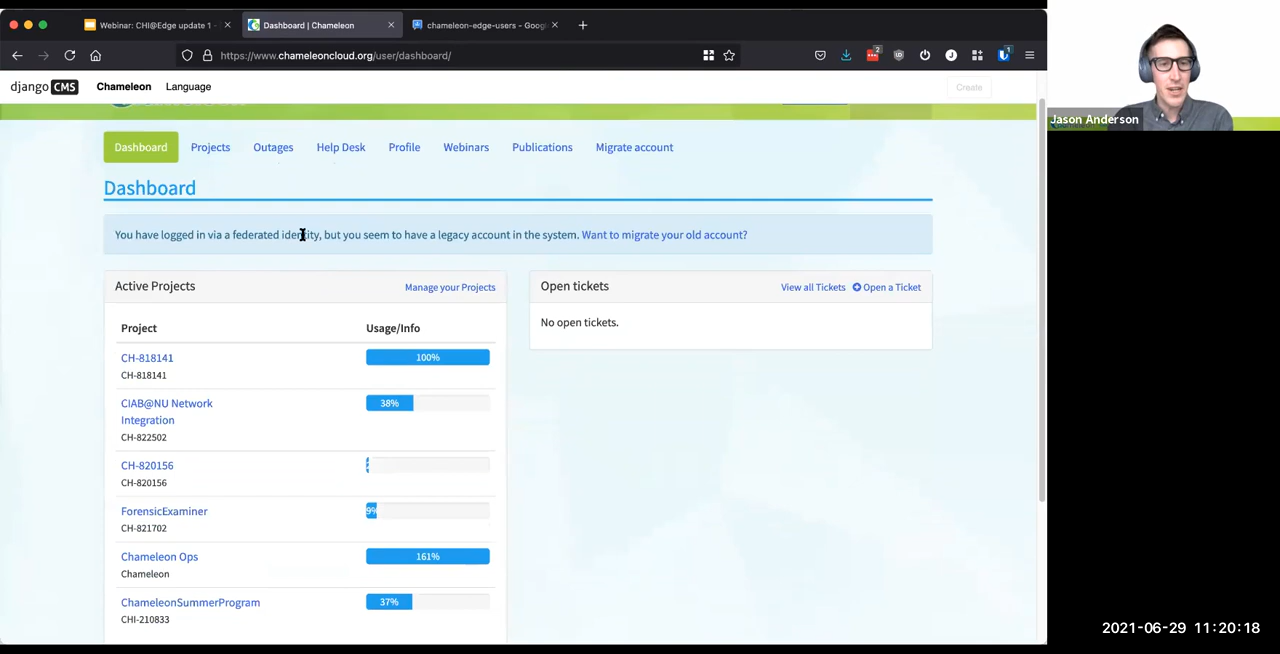 Webinar: CHI@Edge update 1 -
Dashboard | Chameleon
chameleon-edge-users - Goog
https://www.chameleoncloud.org/user/dashboard/
2
1
django CMS
Chameleon
Language
Create
Dashboard
Projects
Outages
Help Desk
Profile
Webinars
Publications
Migrate account
Dashboard
You have logged in via a federated identity, but you seem to have a legacy account in the system. Want to migrate your old account?
Active Projects
Manage your Projects
Project
Usage/Info
CH-818141
100%
CH-818141
CIAB@NU Network
Integration
38%
CH-822502
CH-820156
CH-820156
ForensicExaminer
9%
CH-821702
Chameleon Ops
161%
Chameleon
ChameleonSummerProgram
37%
CHI-210833
Open tickets
View all Tickets
Open a Ticket
No open tickets.
Jason Anderson
2021-06-29 11:20:18